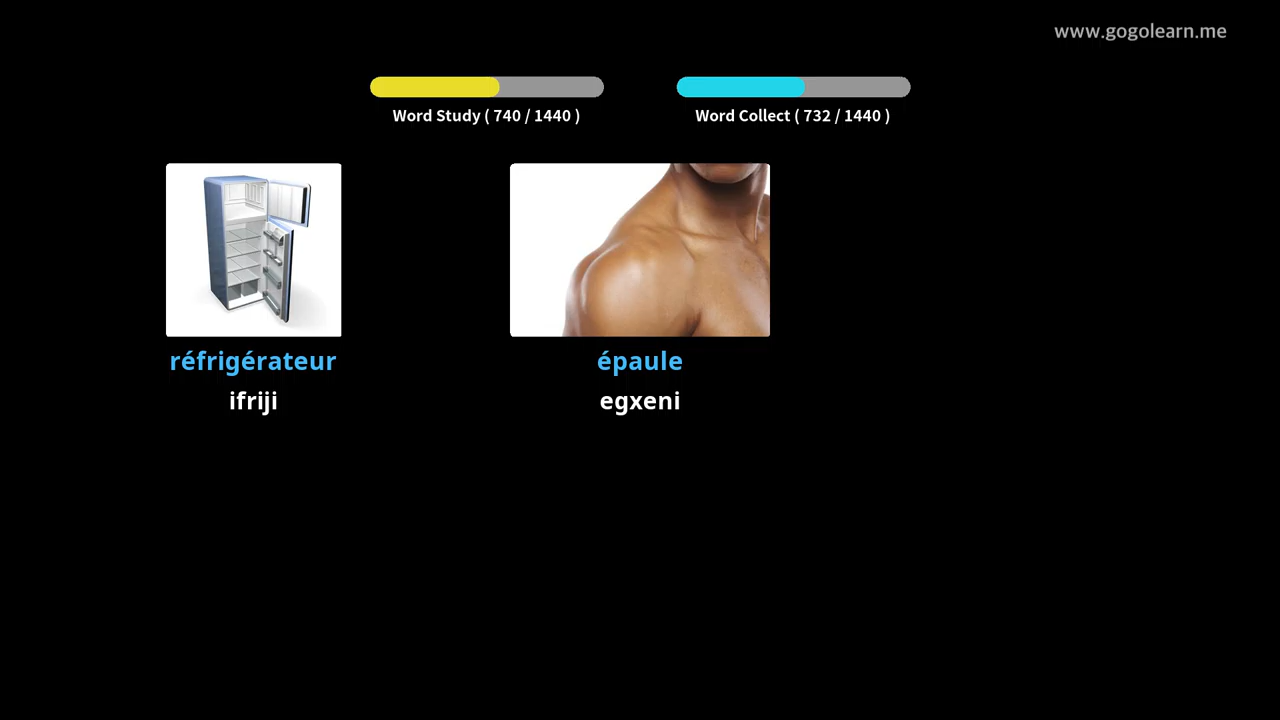 www.gogolearn.me
Word Study ( 740 / 1440 )
Word Collect ( 732 / 1440 )
réfrigérateur
ifriji
épaule
egxeni